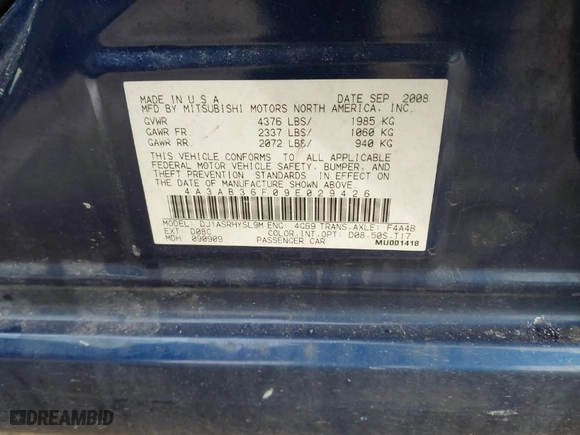 MADE IN U S A DATE SEP 2008
MFD BY MITSUBISHI MOTORS NORTH AMERICA, INC.
GVWR 4376 LBS/ 1985 KG
GAWR FR 2337 LBS/ 1060 KG
GAWR RR 2072 LBS/ 940 KG
THIS VEHICLE CONFORMS TO ALL APPLICABLE
FEDERAL MOTOR VEHICLE SAFETY, BUMPER, AND
THEFT PREVENTION STANDARDS IN EFFECT ON
THE DATE OF MANUFACTURE SHOWN ABOVE
4A3AB36F09E029426
MODEL: DJ1ASRHYSL9M ENG: 4G69 TRANS.AXLE: F4A4B
EXT: D08C COLOR.INT.OPT: D08.50S.T17
MDH: 090909 PASSENGER CAR MU001418
DREAMBID